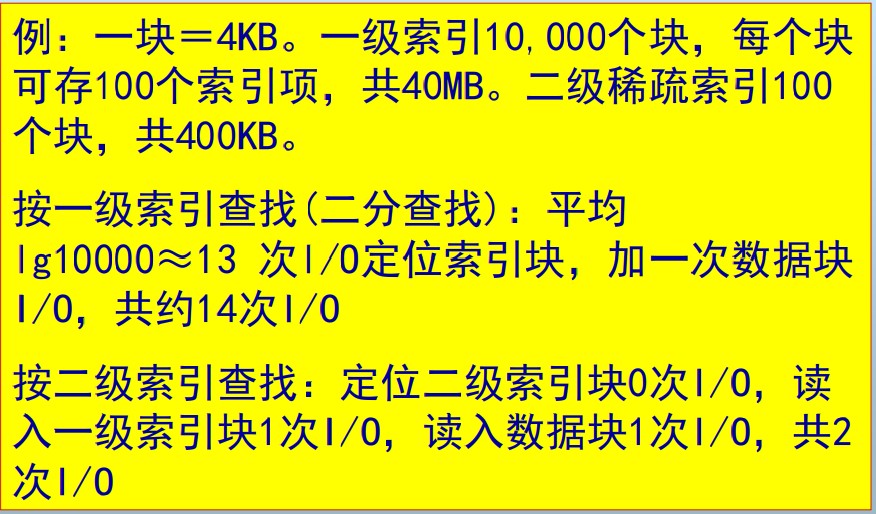 例：一块＝4KB。一级索引10,000个块，每个块
可存100个索引项，共40MB。二级稀疏索引100
个块，共400KB。
按一级索引查找(二分查找)：平均
lg10000≈13 次I/O定位索引块，加一次数据块
I/O，共约14次I/O
按二级索引查找：定位二级索引块0次I/O，读
入一级索引块1次I/O，读入数据块1次I/O，共2
次I/O